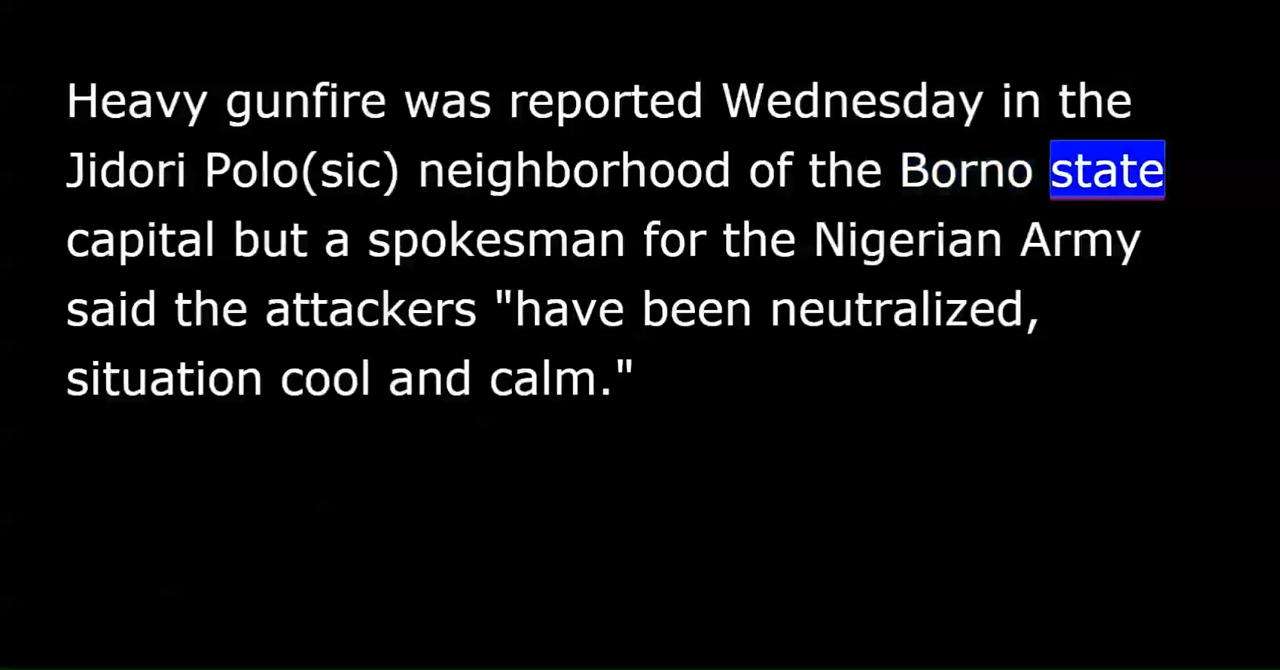 Heavy gunfire was reported Wednesday in the
Jidori Polo(sic) neighborhood of the Borno state
capital but a spokesman for the Nigerian Army
said the attackers "have been neutralized,
situation cool and calm."